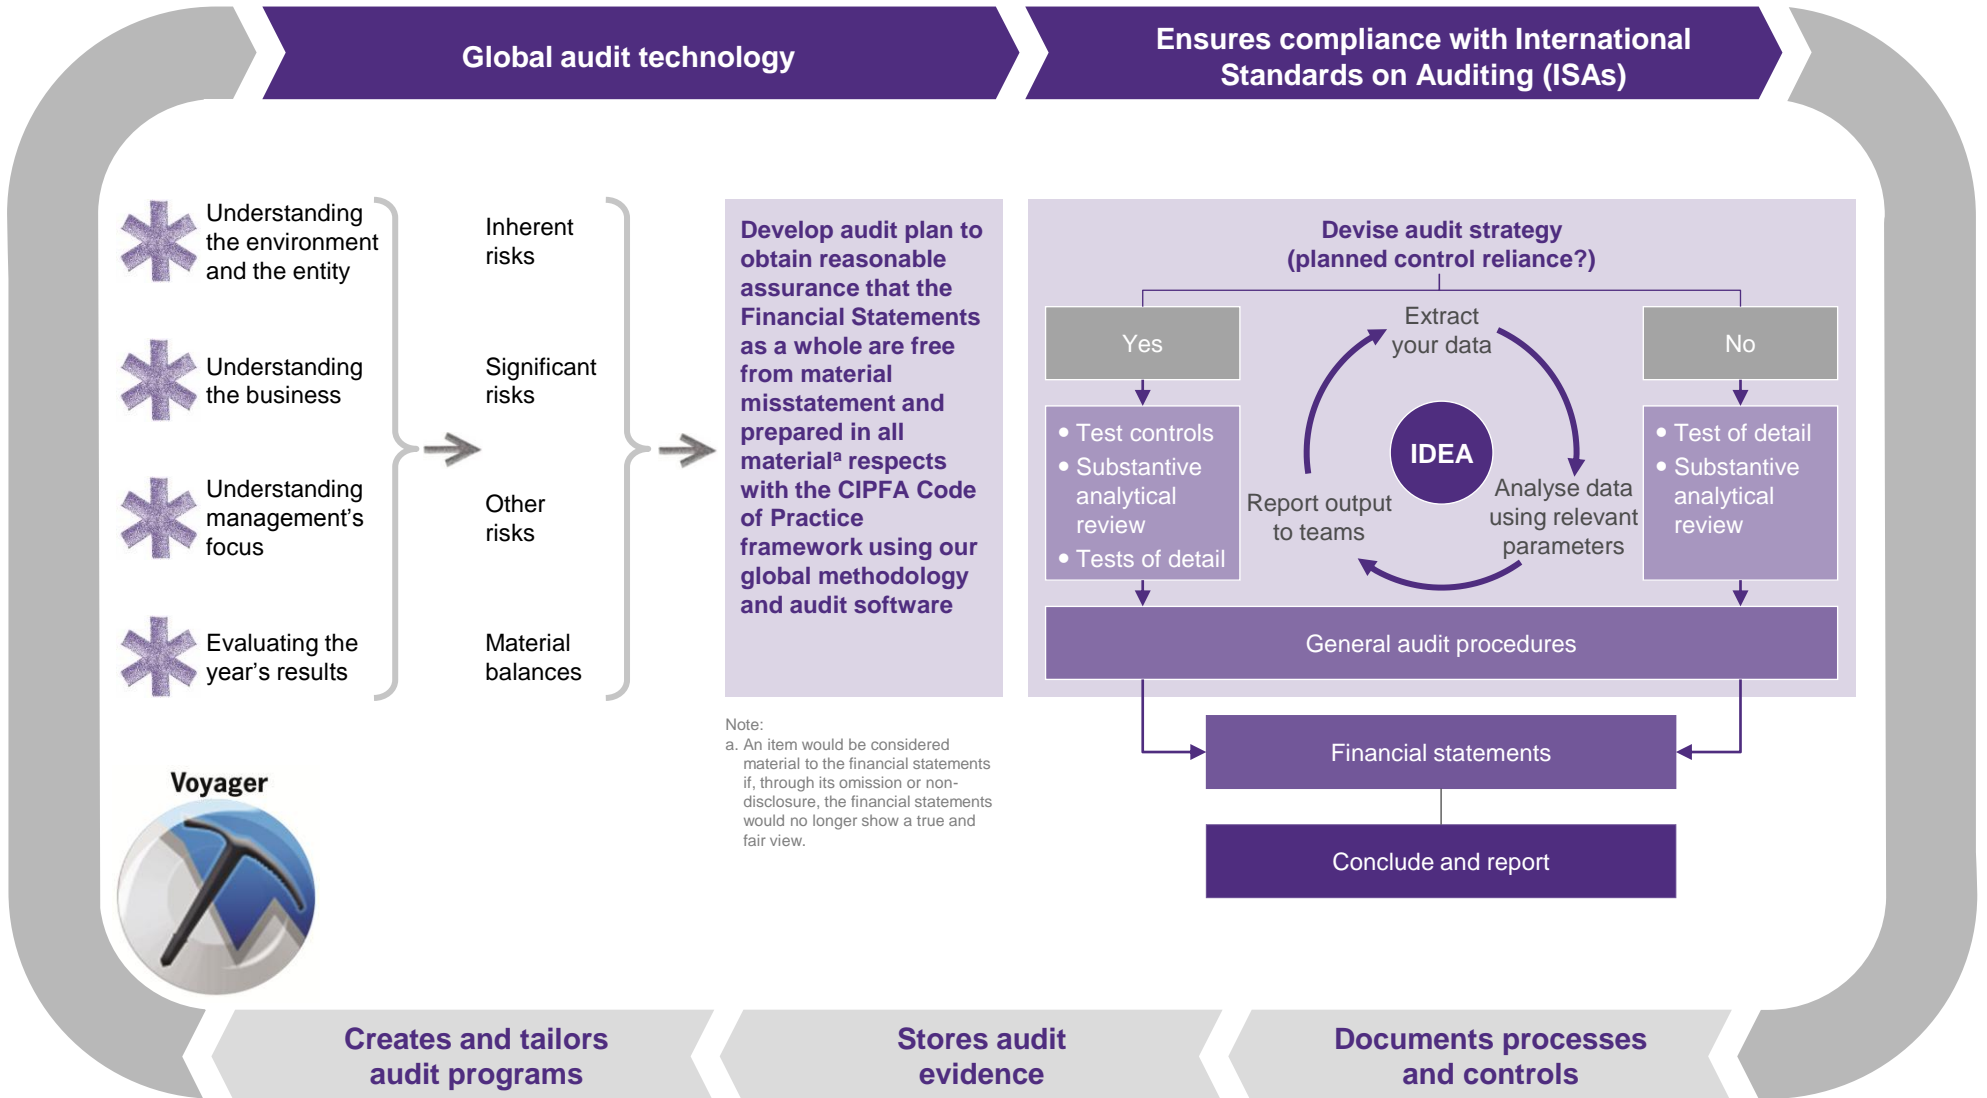 Global audit technology
Ensures compliance with International
Standards on Auditing (ISAs)
Understanding
the environment
and the entity
Understanding
the business
Understanding
management’s
focus
Evaluating the
year’s results
Inherent
risks
Significant
risks
Other
risks
Material
balances
Develop audit plan to
obtain reasonable
assurance that the
Financial Statements
as a whole are free
from material
misstatement and
prepared in all
materialª respects
with the CIPFA Code
of Practice
framework using our
global methodology
and audit software
Note:
a. An item would be considered
material to the financial statements
if, through its omission or non-
disclosure, the financial statements
would no longer show a true and
fair view.
Devise audit strategy
(planned control reliance?)
Yes
• Test controls
• Substantive
analytical
review
• Tests of detail
Extract
your data
IDEA
Analyse data
using relevant
parameters
Report output
to teams
No
• Test of detail
• Substantive
analytical
review
General audit procedures
Financial statements
Conclude and report
Voyager
Creates and tailors
audit programs
Stores audit
evidence
Documents processes
and controls